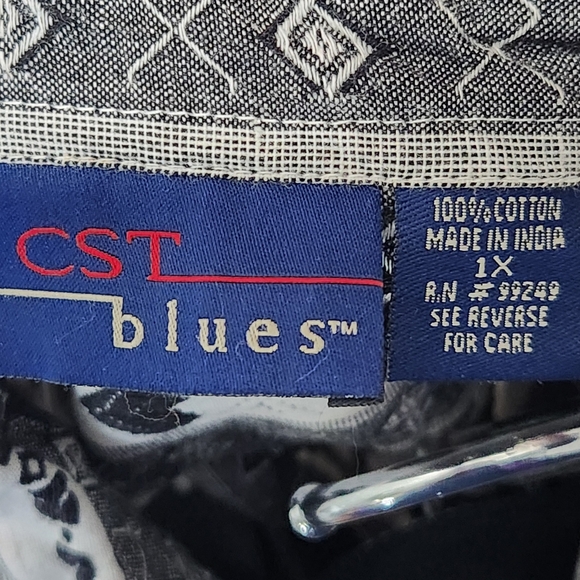 CST
blues™
100% COTTON
MADE IN INDIA
1X
R.N # 99249
SEE REVERSE
FOR CARE